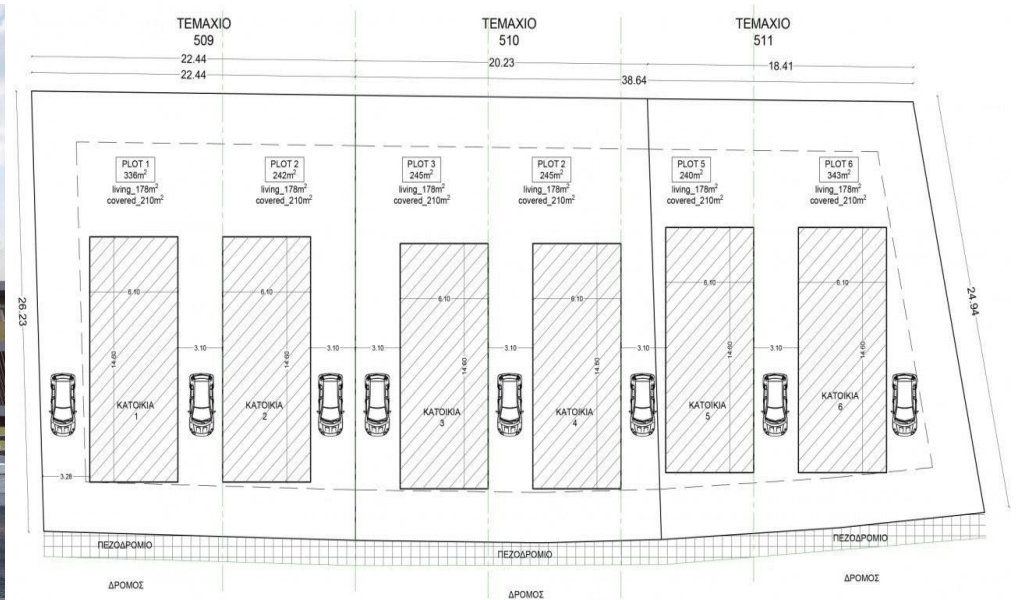 ΤΕΜΑΧΙΟ
509
ΤΕΜΑΧΙΟ
510
ΤΕΜΑΧΙΟ
511
22.44
20.23
18.41
22.44
38.64
PLOT 1
336m²
living_178m²
covered_210m²
PLOT 2
242m²
living_178m²
covered_210m²
PLOT 3
245m²
living_178m²
covered_210m²
PLOT 2
245m²
living_178m²
covered_210m²
PLOT 5
240m²
living_178m²
covered_210m²
PLOT 6
343m²
living_178m²
covered_210m²
26.23
24.94
6.10
6.10
6.10
6.10
6.10
6.10
3.10
3.10
3.10
3.10
3.10
3.10
14.60
14.60
14.60
14.60
14.60
14.60
ΚΑΤΟΙΚΙΑ
1
ΚΑΤΟΙΚΙΑ
2
ΚΑΤΟΙΚΙΑ
3
ΚΑΤΟΙΚΙΑ
4
ΚΑΤΟΙΚΙΑ
5
ΚΑΤΟΙΚΙΑ
6
3.28
ΠΕΖΟΔΡΟΜΙΟ
ΠΕΖΟΔΡΟΜΙΟ
ΠΕΖΟΔΡΟΜΙΟ
ΔΡΟΜΟΣ
ΔΡΟΜΟΣ
ΔΡΟΜΟΣ